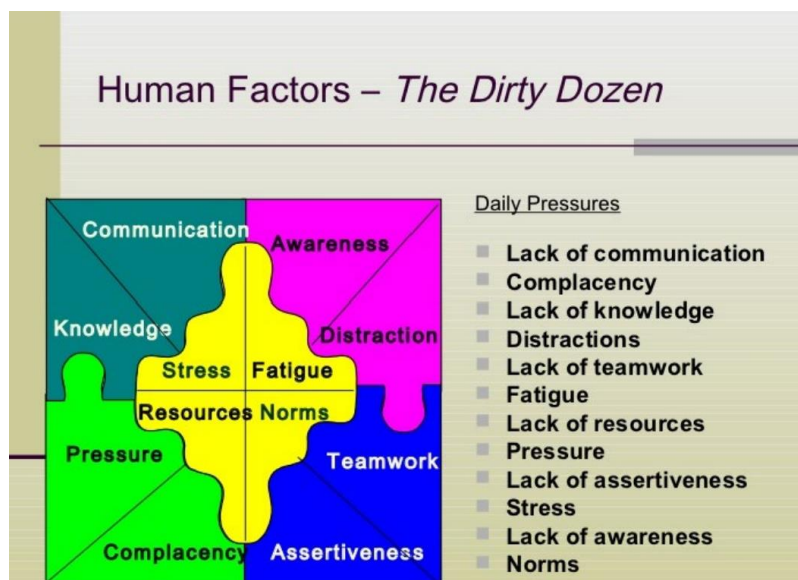 Human Factors – The Dirty Dozen
Communication
Awareness
Knowledge
Distraction
Stress
Fatigue
Resources
Norms
Pressure
Teamwork
Complacency
Assertiveness
Daily Pressures
Lack of communication
Complacency
Lack of knowledge
Distractions
Lack of teamwork
Fatigue
Lack of resources
Pressure
Lack of assertiveness
Stress
Lack of awareness
Norms